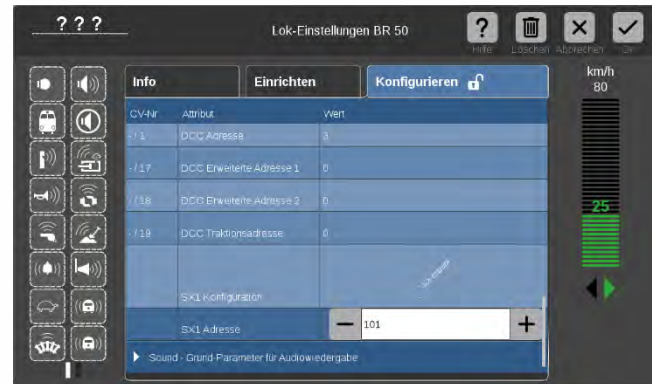 ? ? ?
Lok-Einstellungen BR 50
?
Hilfe
Löschen
Abbrechen
OK
Info
Einrichten
Konfigurieren
km/h
80
CV-Nr
Attribut
Wert
- / 1
DCC Adresse
3
- / 17
DCC Erweiterte Adresse 1
0
- / 18
DCC Erweiterte Adresse 2
0
- / 19
DCC Traktionsadresse
0
SX1 Konfiguration
SX1 Adresse
101
Sound - Grund-Parameter für Audiowiedergabe
25